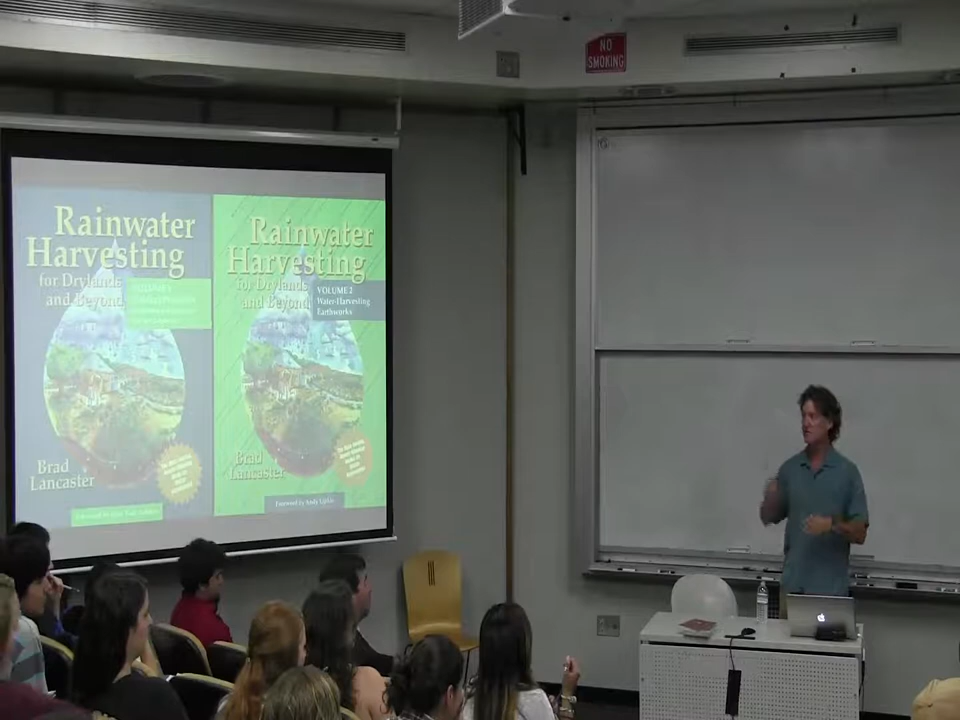 NO
SMOKING
Rainwater
Harvesting
for Drylands
and Beyond
Brad
Lancaster
Rainwater
Harvesting
for Drylands
and Beyond
VOLUME 2
Water-Harvesting
Earthworks
Brad
Lancaster